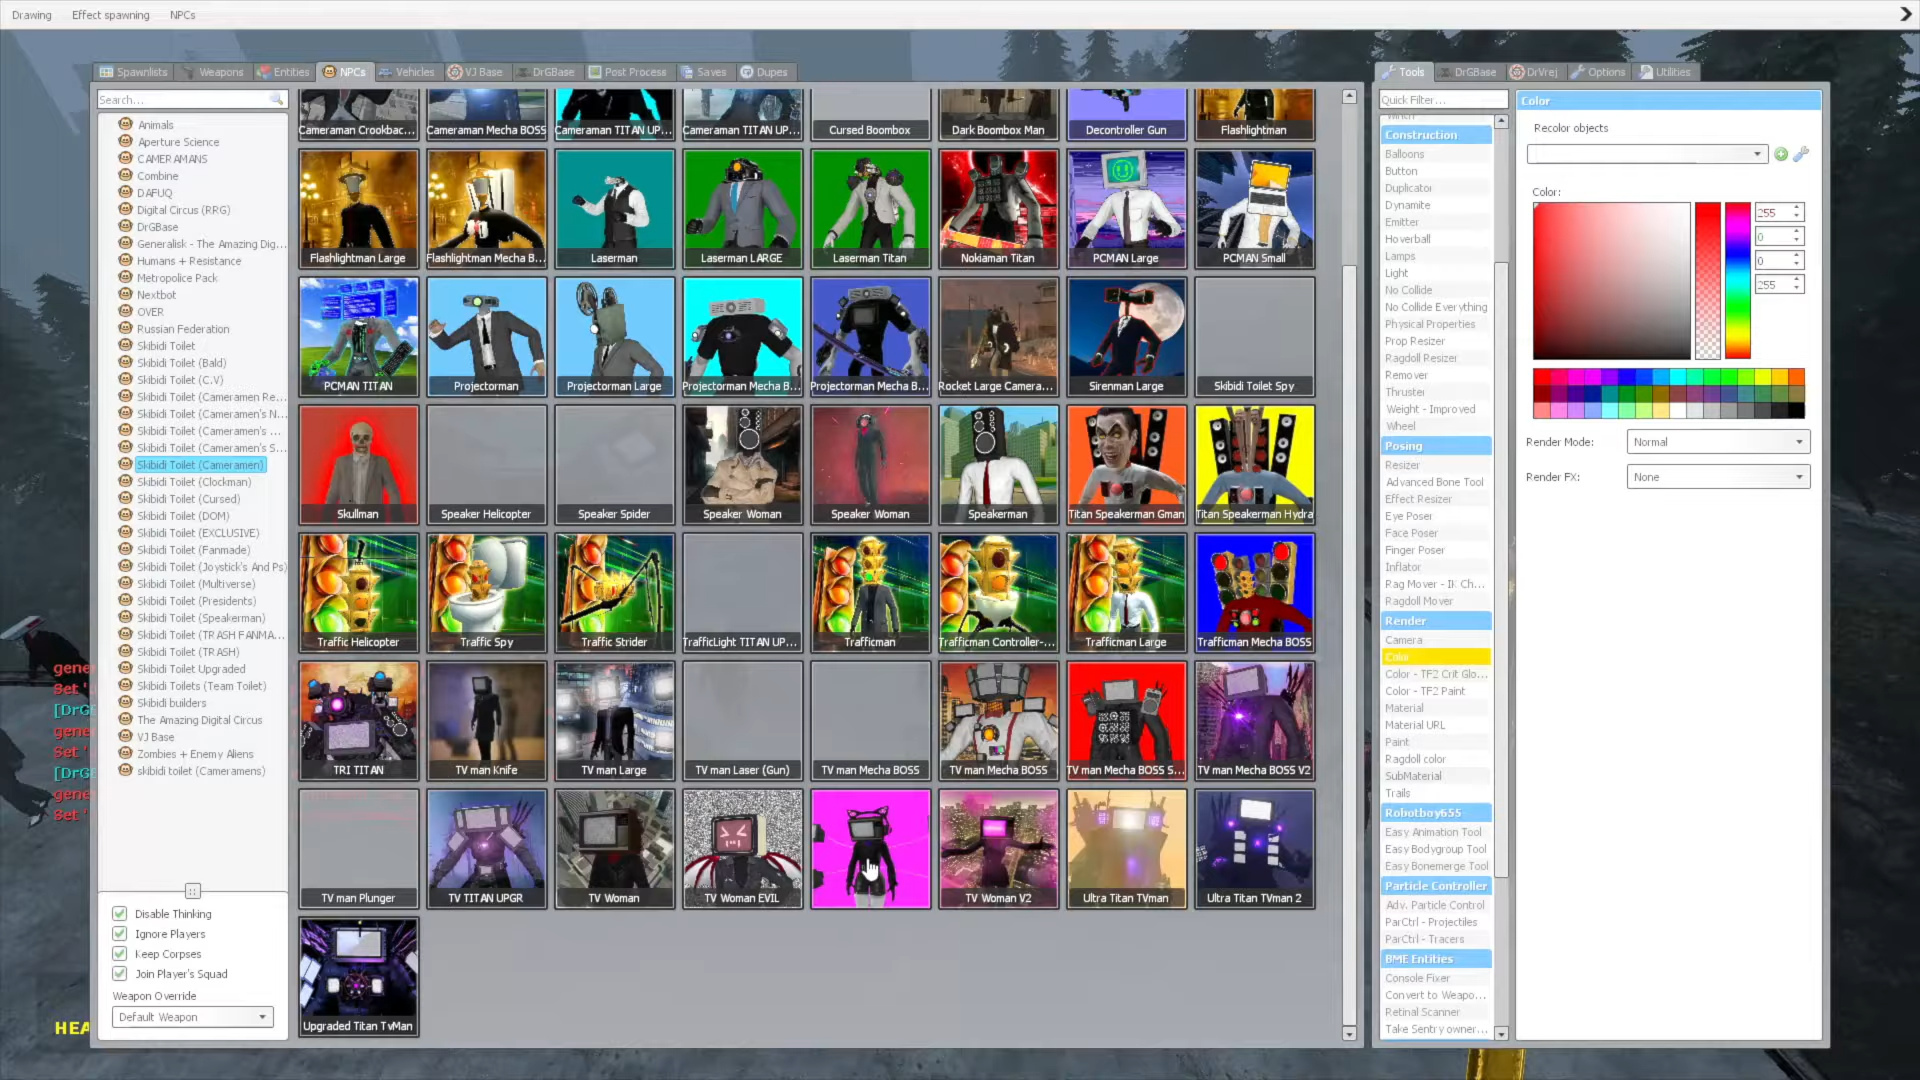 Drawing
Effect spawning
NPCs
Spawnlists
Weapons
Entities
NPCs
Vehicles
VJ Base
DrGBase
Post Process
Saves
Dupes
Search...
Animals
Aperture Science
CAMERAMANS
Combine
DAFUQ
Digital Circus (RRG)
DrGBase
Generalisk - The Amazing Dig...
Humans + Resistance
Metropolice Pack
Nextbot
OVER
Russian Federation
Skibidi Toilet
Skibidi Toilet (Bald)
Skibidi Toilet (C.V)
Skibidi Toilet (Cameramen Re...
Skibidi Toilet (Cameramen's N...
Skibidi Toilet (Cameramen's ...
Skibidi Toilet (Cameramen's S...
Skibidi Toilet (Cameramen)
Skibidi Toilet (Clockman)
Skibidi Toilet (Cursed)
Skibidi Toilet (DOM)
Skibidi Toilet (EXCLUSIVE)
Skibidi Toilet (Fanmade)
Skibidi Toilet (Joystick's And Ps)
Skibidi Toilet (Multiverse)
Skibidi Toilet (Presidents)
Skibidi Toilet (Speakerman)
Skibidi Toilet (TRASH FANMA...
Skibidi Toilet (TRASH)
Skibidi Toilet Upgraded
Skibidi Toilets (Team Toilet)
Skibidi builders
The Amazing Digital Circus
VJ Base
Zombies + Enemy Aliens
skibidi toilet (Cameramens)
Disable Thinking
Ignore Players
Keep Corpses
Join Player's Squad
Weapon Override
Default Weapon
Cameraman Crookbac...
Cameraman Mecha BOSS
Cameraman TITAN UP...
Cameraman TITAN UP...
Cursed Boombox
Dark Boombox Man
Decontroller Gun
Flashlightman
Flashlightman Large
Flashlightman Mecha B...
Laserman
Laserman LARGE
Laserman Titan
Nokiaman Titan
PCMAN Large
PCMAN Small
PCMAN TITAN
Projectorman
Projectorman Large
Projectorman Mecha B...
Projectorman Mecha B...
Rocket Large Camera...
Sirenman Large
Skibidi Toilet Spy
Skullman
Speaker Helicopter
Speaker Spider
Speaker Woman
Speaker Woman
Speakerman
Titan Speakerman Gman
Titan Speakerman Hydra
Traffic Helicopter
Traffic Spy
Traffic Strider
TrafficLight TITAN UP...
Trafficman
Trafficman Controller-...
Trafficman Large
Trafficman Mecha BOSS
TRI TITAN
TV man Knife
TV man Large
TV man Laser (Gun)
TV man Mecha BOSS
TV man Mecha BOSS
TV man Mecha BOSS S...
TV man Mecha BOSS V2
TV man Plunger
TV TITAN UPGR
TV Woman
TV Woman EVIL
TV Woman V2
Ultra Titan TVman
Ultra Titan TVman 2
Upgraded Titan TvMan
gene
Set '
[DrG
gene
Set '
[DrG
gene
Set '
HEA
Tools
DrGBase
DrVrej
Options
Utilities
Quick Filter...
Winch
Construction
Balloons
Button
Duplicator
Dynamite
Emitter
Hoverball
Lamps
Light
No Collide
No Collide Everything
Physical Properties
Prop Resizer
Ragdoll Resizer
Remover
Thruster
Weight - Improved
Wheel
Posing
Resizer
Advanced Bone Tool
Effect Resizer
Eye Poser
Face Poser
Finger Poser
Inflator
Rag Mover - IK Ch...
Ragdoll Mover
Render
Camera
Color
Color - TF2 Crit Glo...
Color - TF2 Paint
Material
Material URL
Paint
Ragdoll color
SubMaterial
Trails
Robotboy655
Easy Animation Tool
Easy Bodygroup Tool
Easy Bonemerge Tool
Particle Controller
Adv. Particle Control
ParCtrl - Projectiles
ParCtrl - Tracers
BME Entities
Console Fixer
Convert to Weapo...
Retinal Scanner
Take Sentry owner...
Color
Recolor objects
Color:
255
0
0
255
Render Mode:
Normal
Render FX:
None